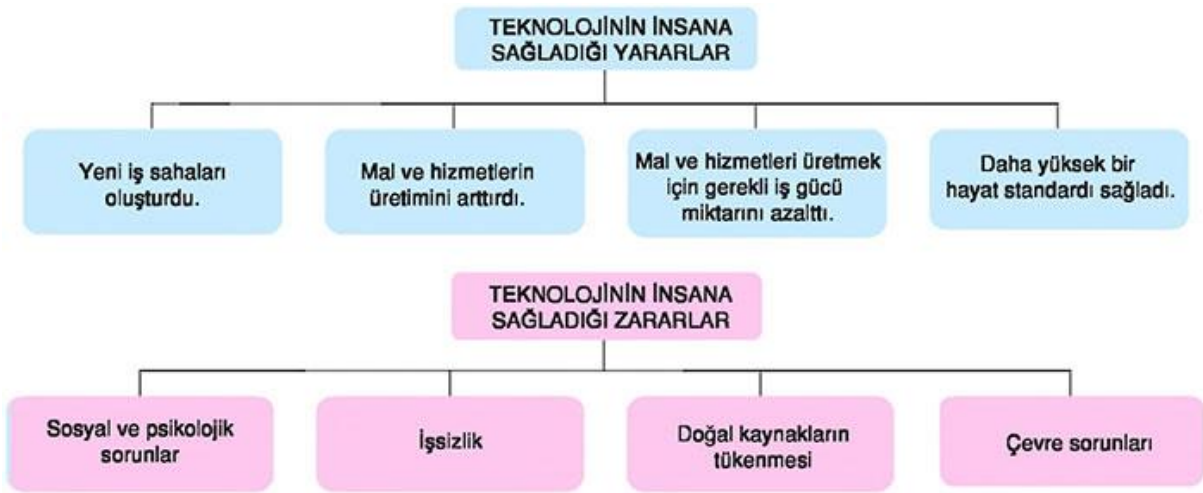 TEKNOLOJİNİN İNSANA
SAĞLADIĞI YARARLAR
Yeni iş sahaları
oluşturdu.
Mal ve hizmetlerin
üretimini arttırdı.
Mal ve hizmetleri üretmek
için gerekli iş gücü
miktarını azalttı.
Daha yüksek bir
hayat standardı sağladı.
TEKNOLOJİNİN İNSANA
SAĞLADIĞI ZARARLAR
Sosyal ve psikolojik
sorunlar
İşsizlik
Doğal kaynakların
tükenmesi
Çevre sorunları